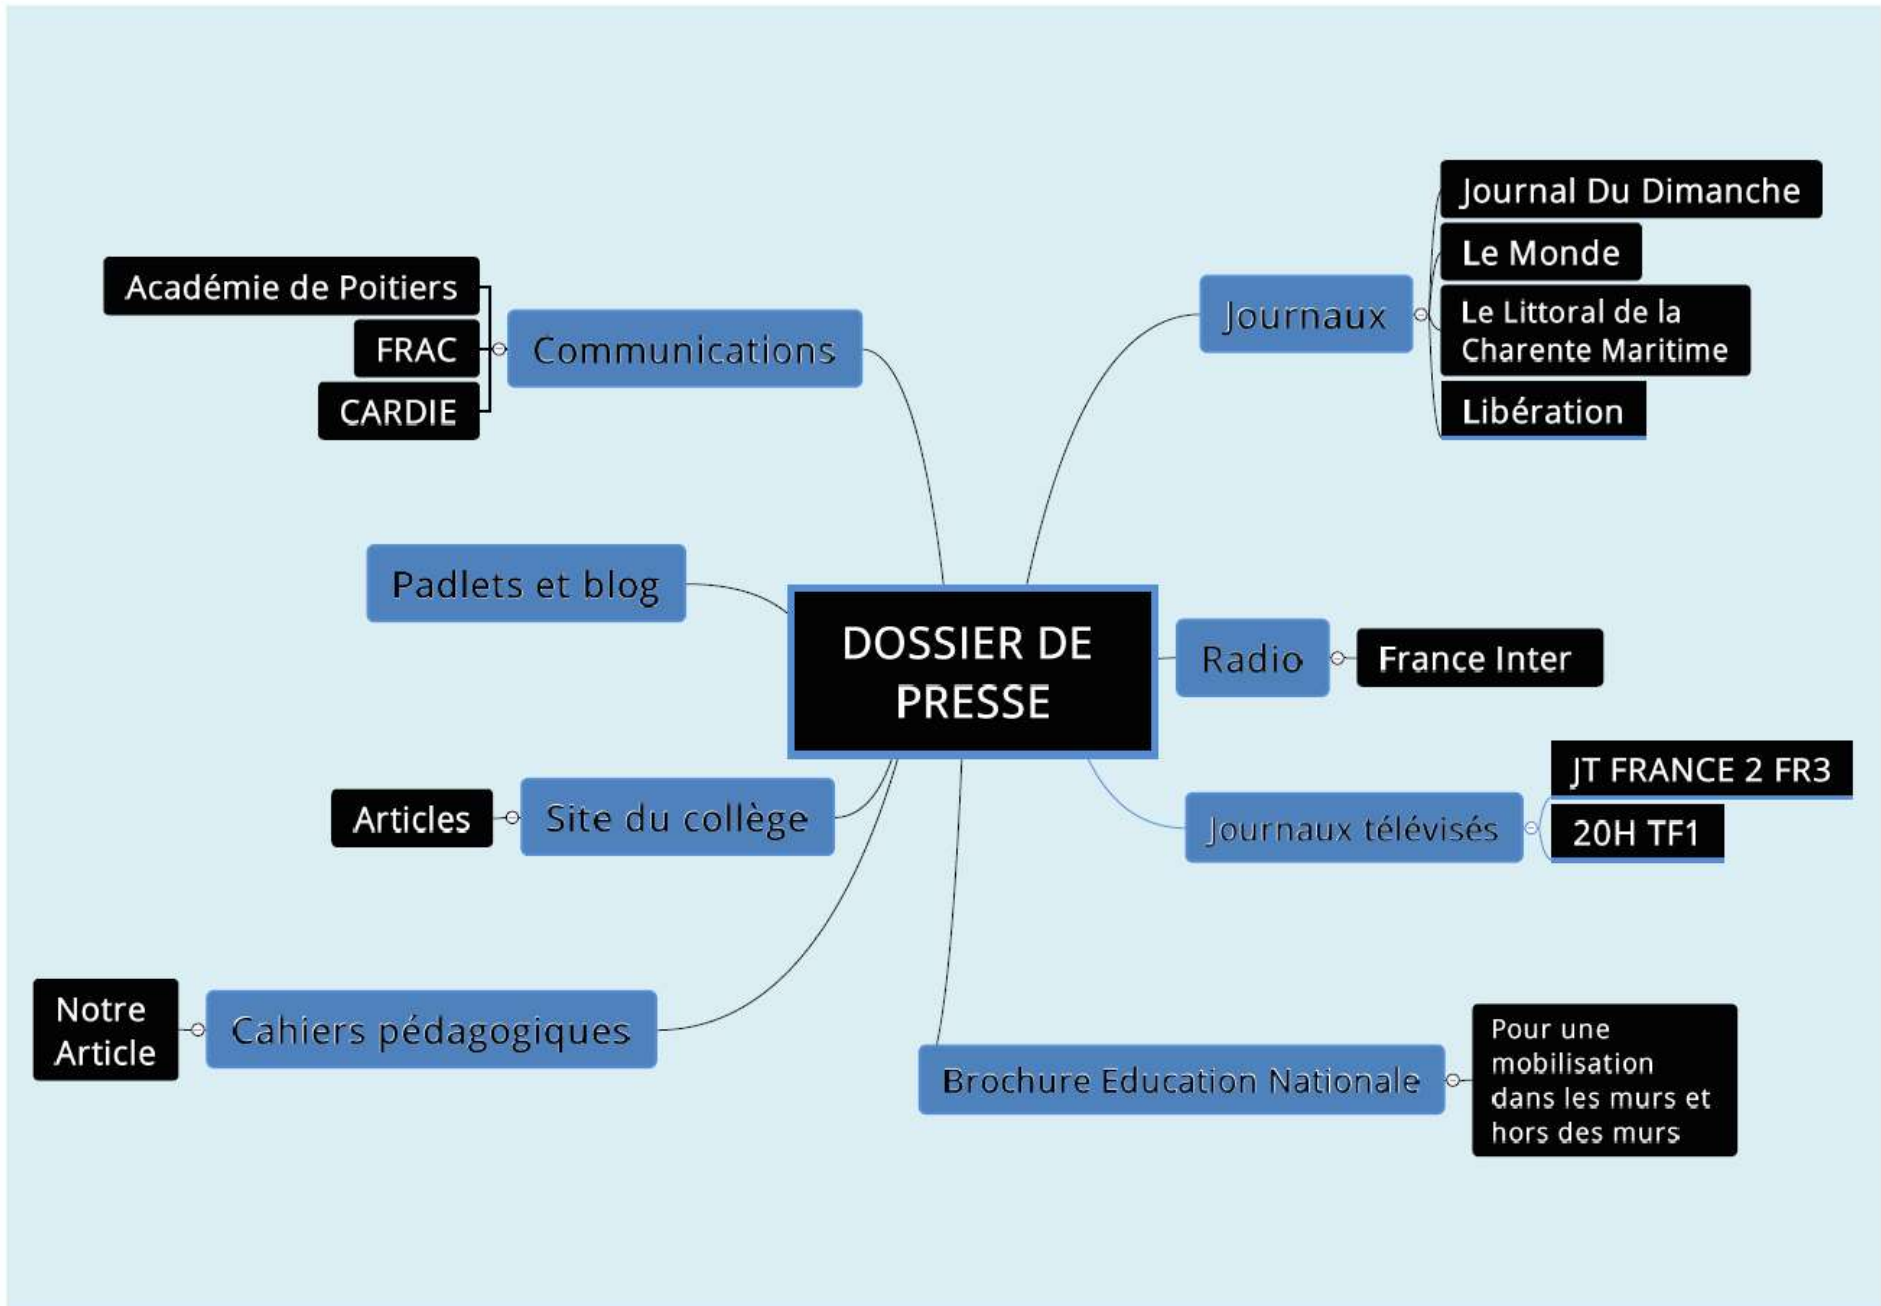 DOSSIER DE
PRESSE
Journaux
Journal Du Dimanche
Le Monde
Le Littoral de la
Charente Maritime
Libération
Radio
France Inter
Journaux télévisés
JT FRANCE 2 FR3
20H TF1
Brochure Education Nationale
Pour une
mobilisation
dans les murs et
hors des murs
Communications
Académie de Poitiers
FRAC
CARDIE
Padlets et blog
Site du collège
Articles
Cahiers pédagogiques
Notre
Article